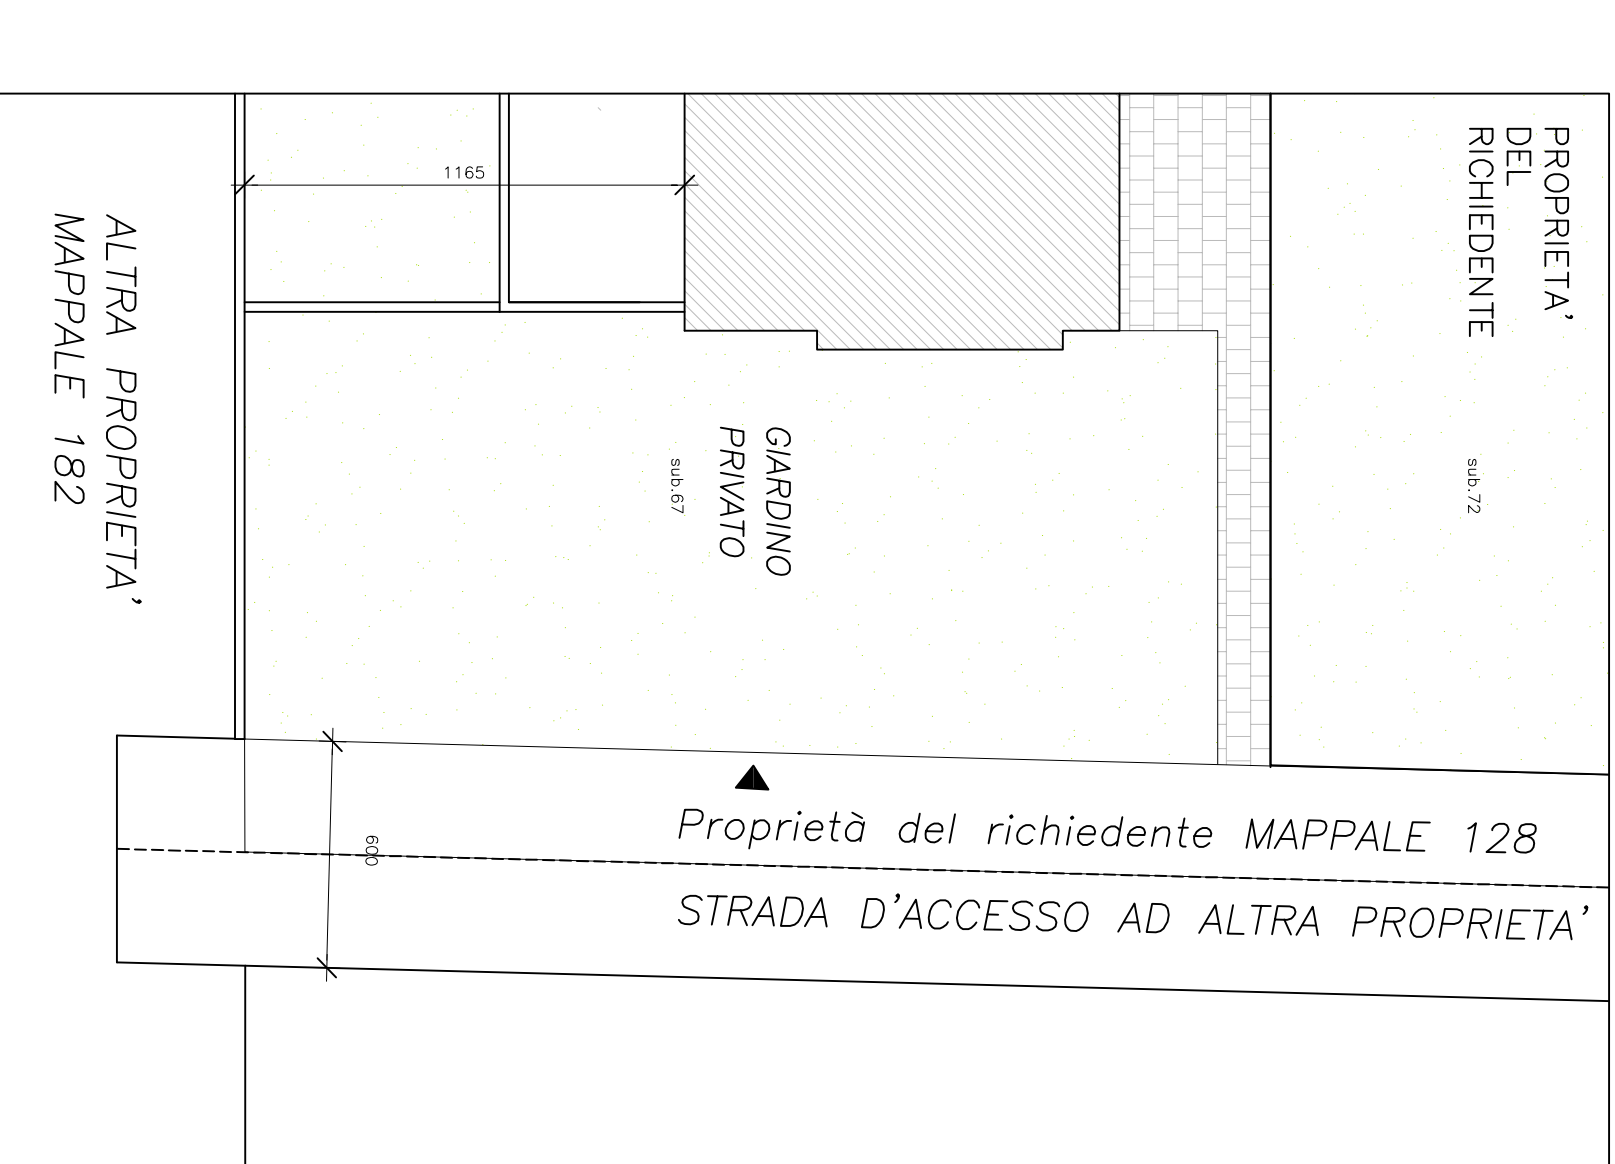 PROPRIETA'
DEL
RICHIEDENTE
sub.72
1165
ALTRA PROPRIETA'
MAPPALE 182
GIARDINO
PRIVATO
sub.67
600
Proprietà del richiedente MAPPALE 128
STRADA D'ACCESSO AD ALTRA PROPRIETA'